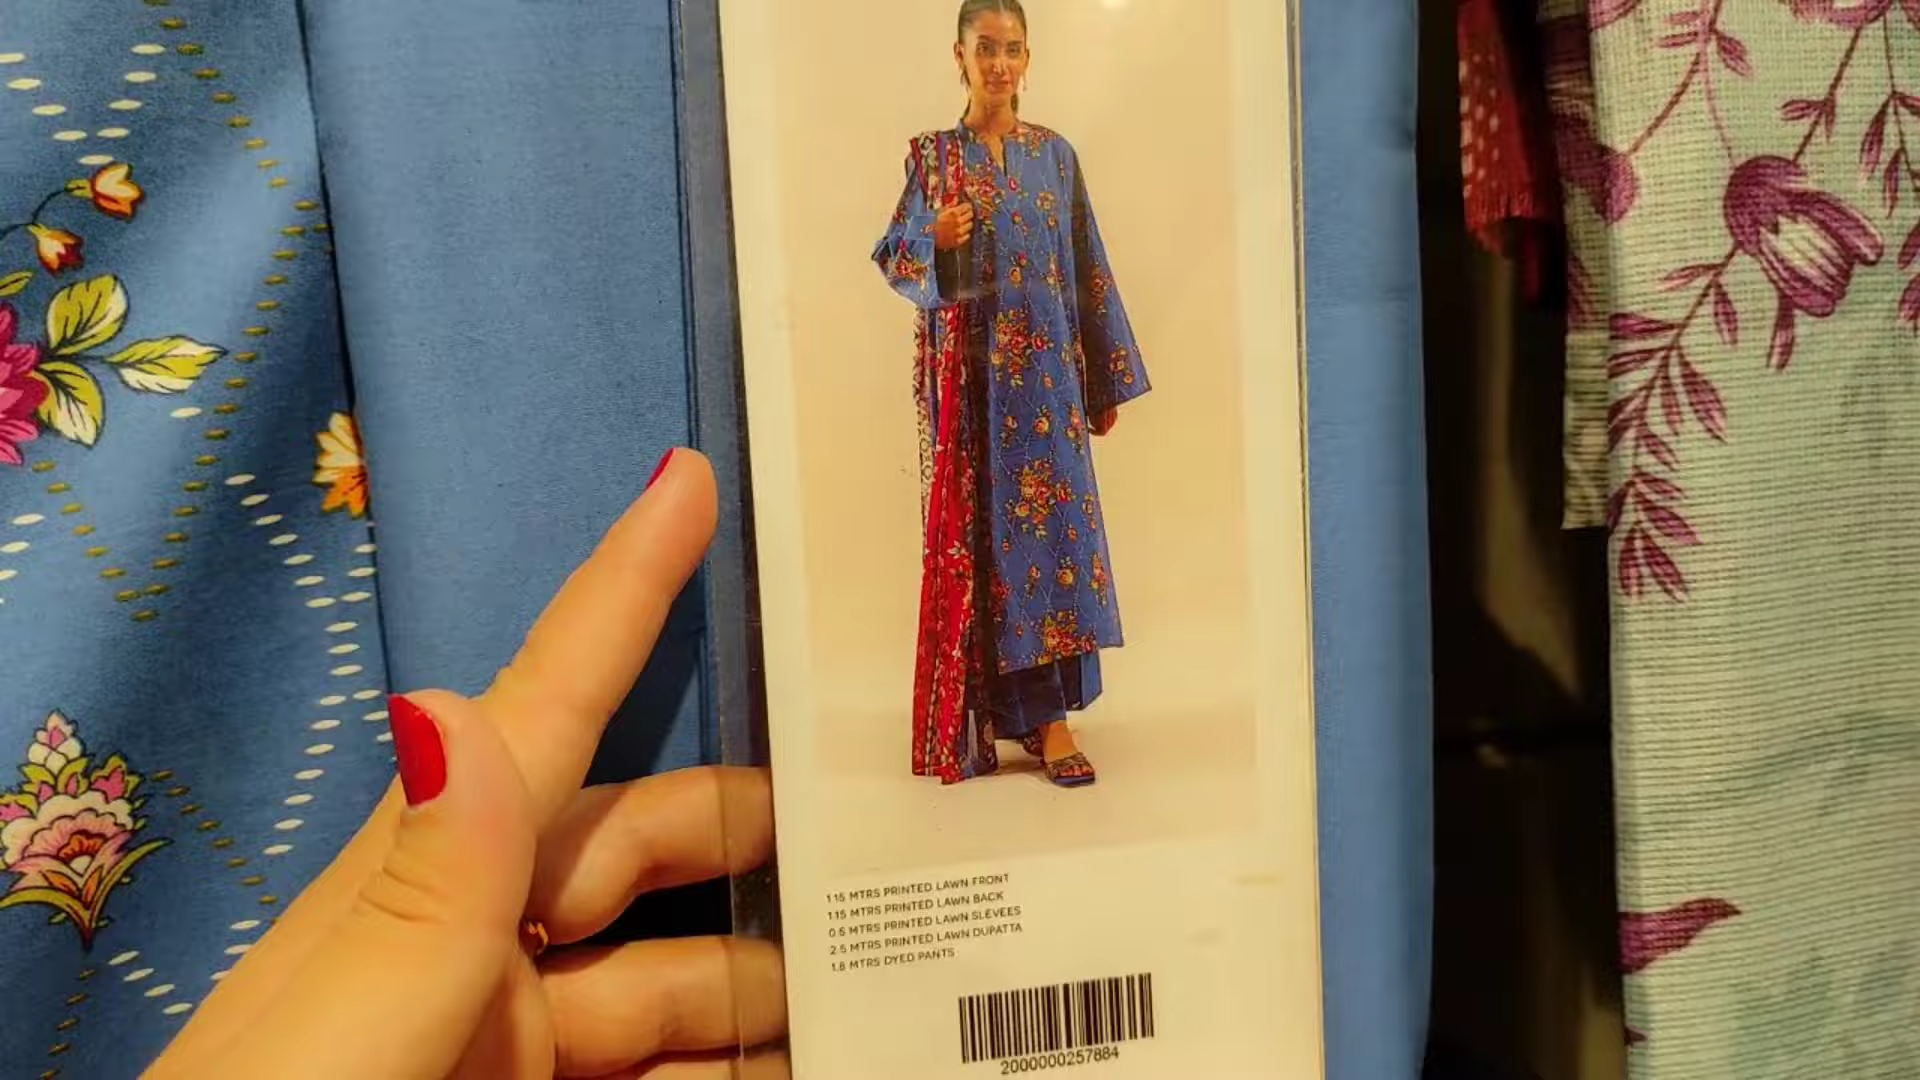 1.15 MTRS PRINTED LAWN FRONT
1.15 MTRS PRINTED LAWN BACK
0.6 MTRS PRINTED LAWN SLEVEES
2.5 MTRS PRINTED LAWN DUPATTA
1.8 MTRS DYED PANTS
2000000257884